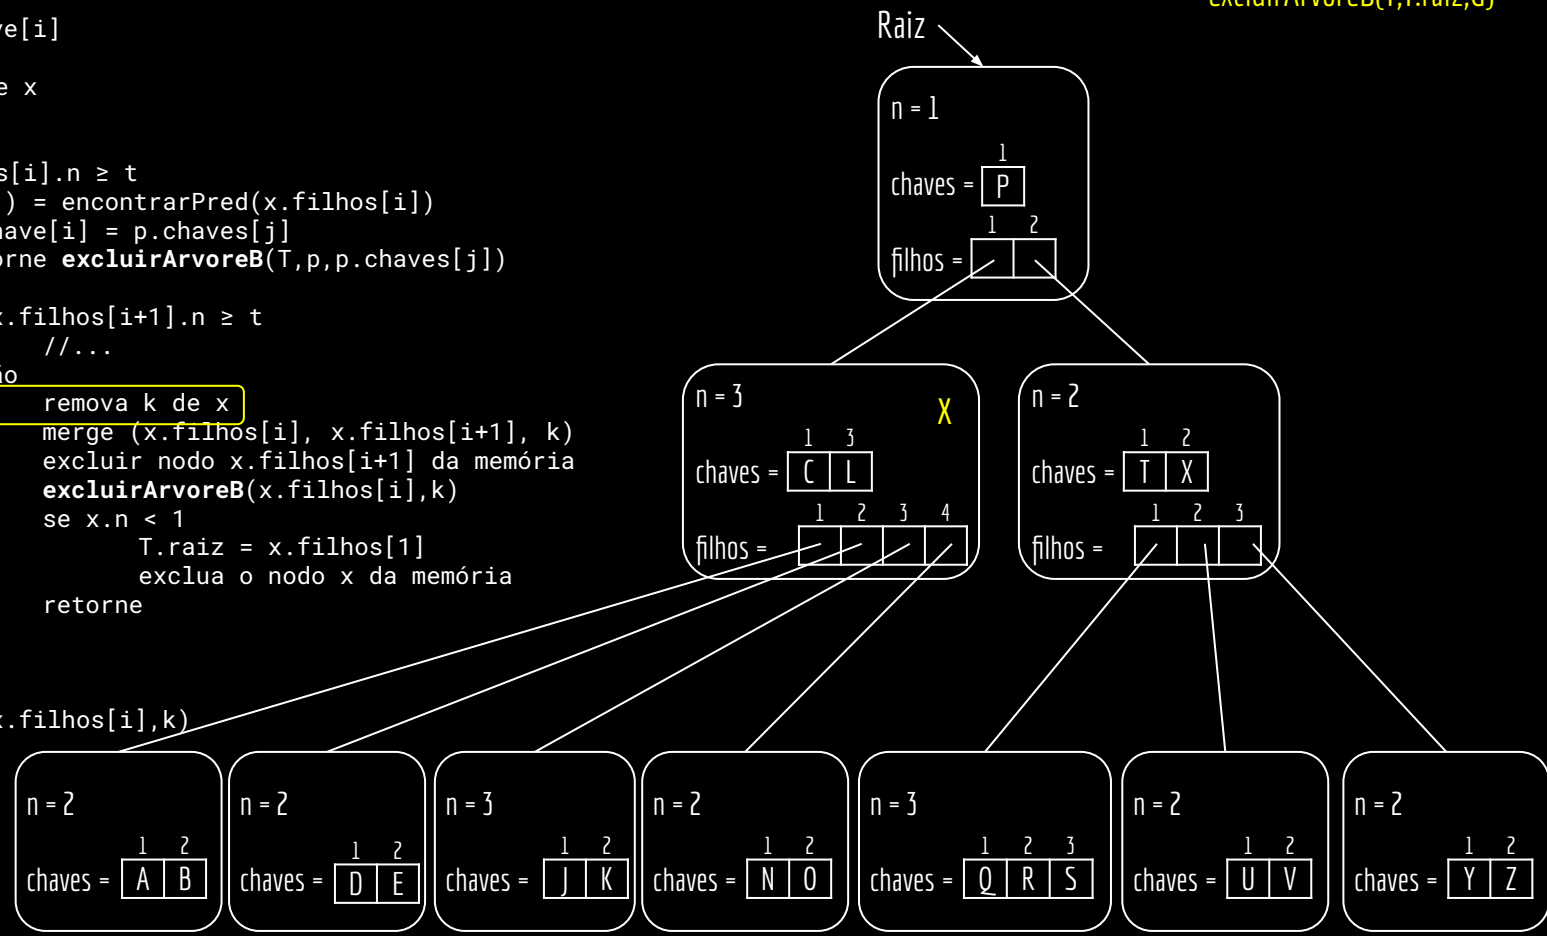 ve[i]
e x
s[i].n ≥ t
) = encontrarPred(x.filhos[i])
ave[i] = p.chaves[j]
orne excluirArvoreB(T,p,p.chaves[j])
x.filhos[i+1].n ≥ t
//...
ão
remova k de x
merge (x.filhos[i], x.filhos[i+1], k)
excluir nodo x.filhos[i+1] da memória
excluirArvoreB(x.filhos[i],k)
se x.n < 1
T.raiz = x.filhos[1]
exclua o nodo x da memória
retorne
x.filhos[i],k)
excluirArvoreB(T,T.raiz,G)
Raiz
n = 1
1
chaves = P
1 2
filhos =
n = 3
X
1 3
chaves = C L
1 2 3 4
filhos =
n = 2
1 2
chaves = T X
1 2 3
filhos =
n = 2
1 2
chaves = A B
n = 2
1 2
chaves = D E
n = 3
1 2
chaves = J K
n = 2
1 2
chaves = N O
n = 3
1 2 3
chaves = Q R S
n = 2
1 2
chaves = U V
n = 2
1 2
chaves = Y Z